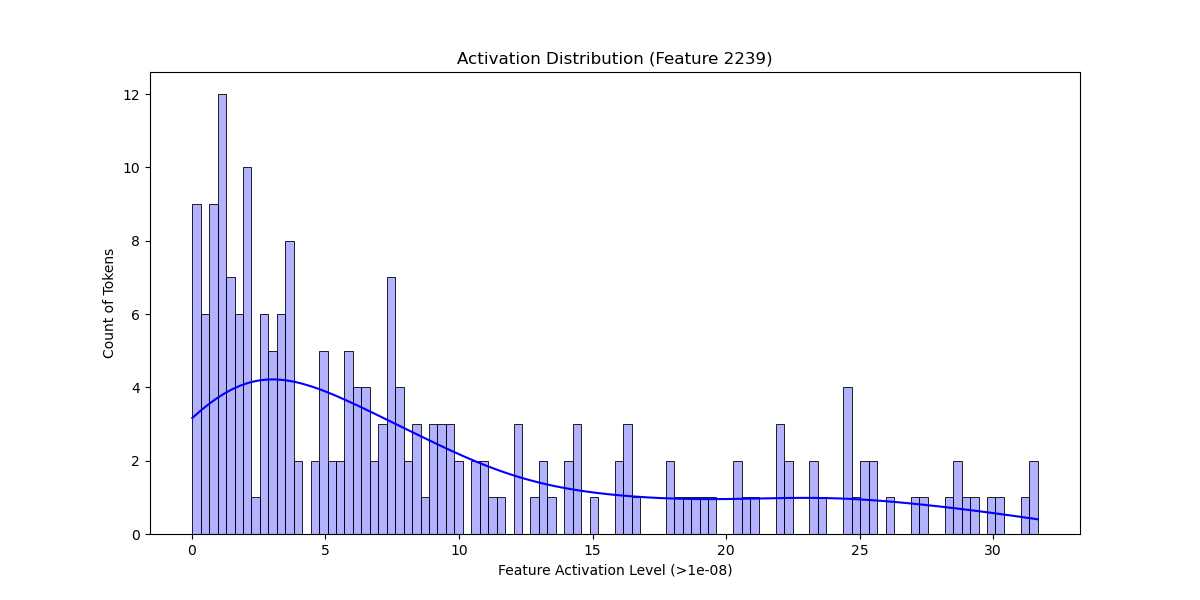 Activation Distribution (Feature 2239)
12
10
8
6
4
2
0
Count of Tokens
0 5 10 15 20 25 30
Feature Activation Level (>1e-08)